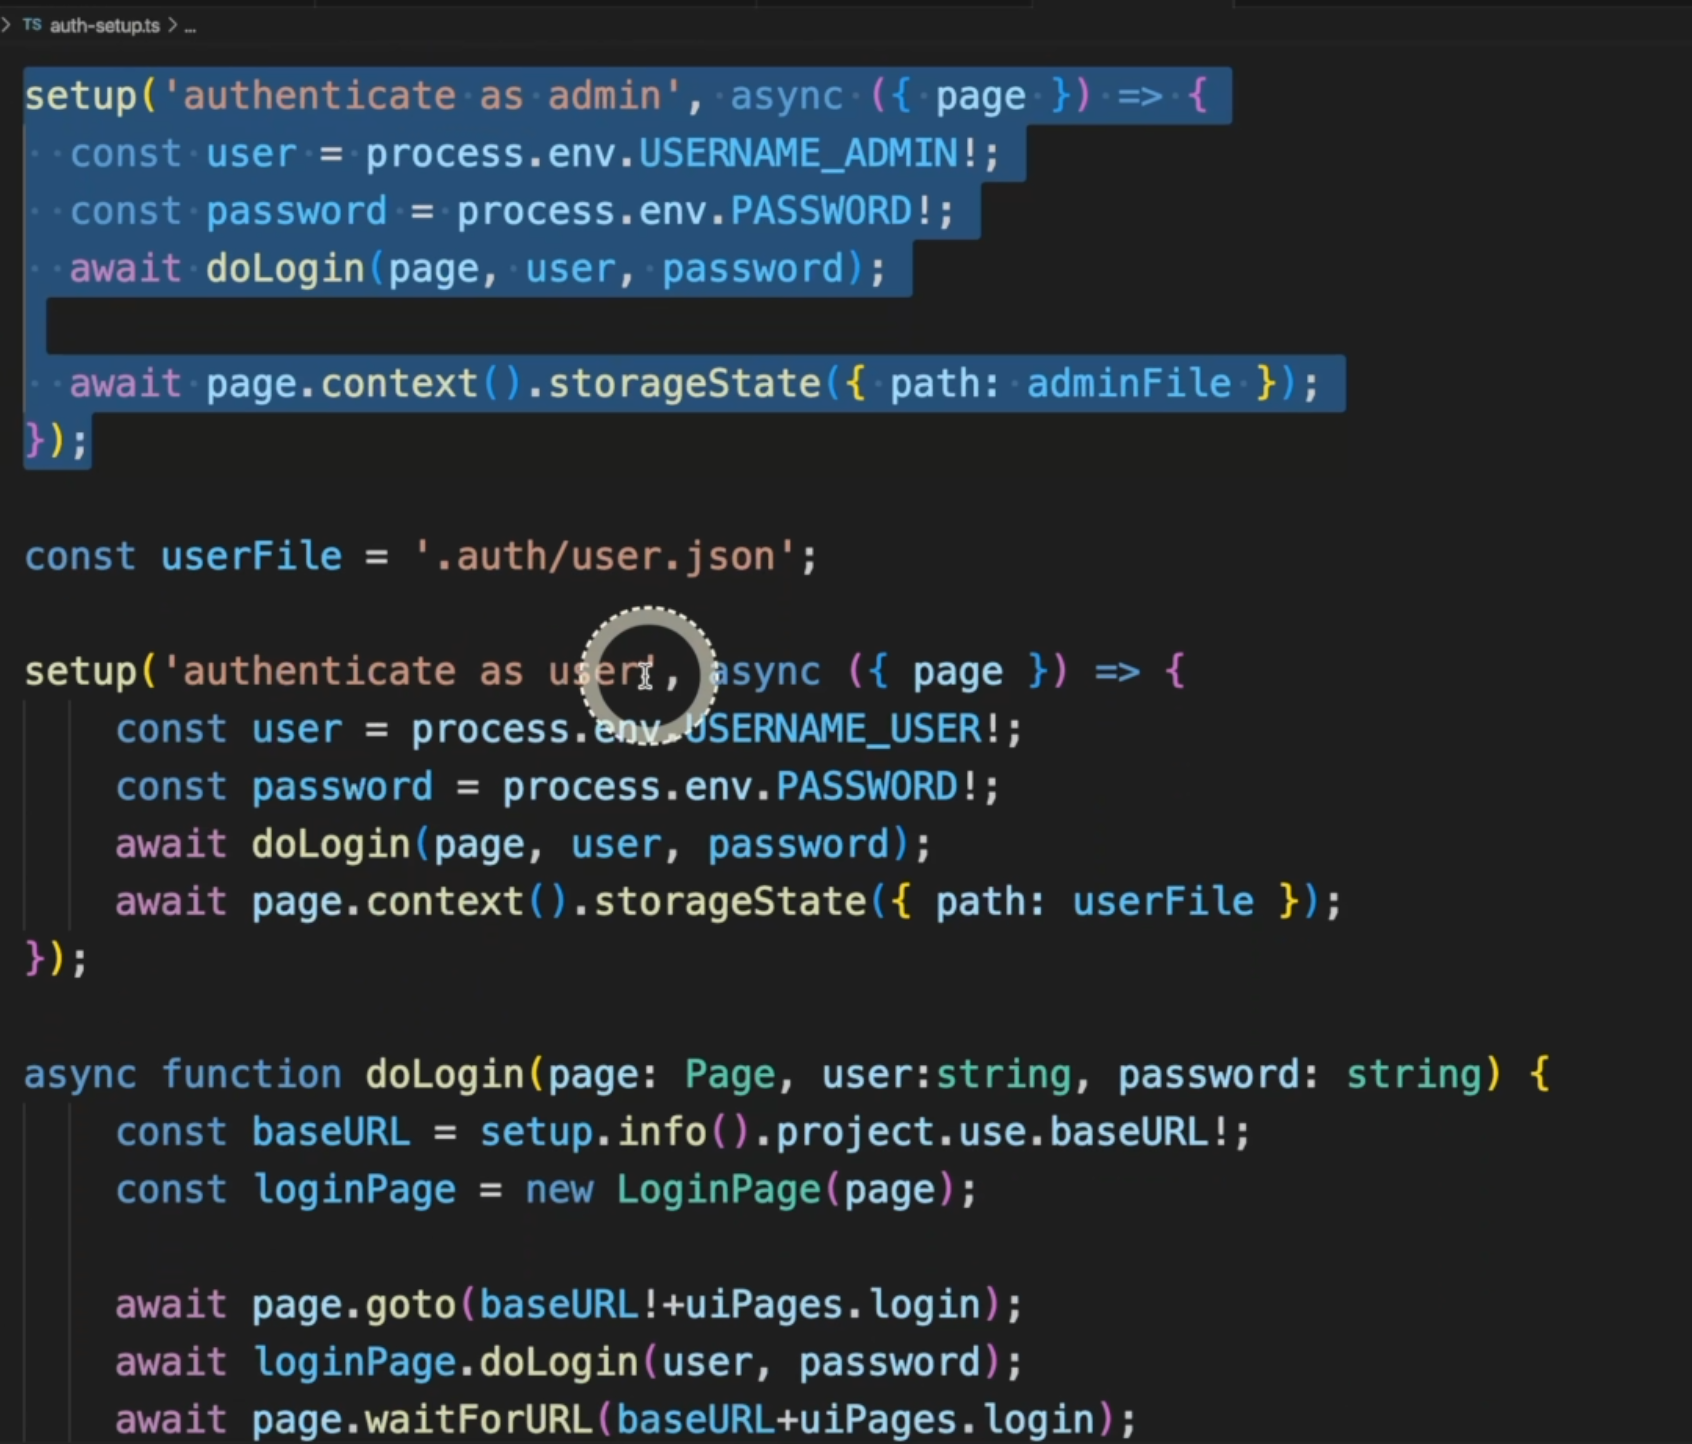 TS auth-setup.ts > ...
setup('authenticate as admin', async ({ page }) => {
const user = process.env.USERNAME_ADMIN!;
const password = process.env.PASSWORD!;
await doLogin(page, user, password);
await page.context().storageState({ path: adminFile });
});
const userFile = '.auth/user.json';
setup('authenticate as user', async ({ page }) => {
const user = process.env.USERNAME_USER!;
const password = process.env.PASSWORD!;
await doLogin(page, user, password);
await page.context().storageState({ path: userFile });
});
async function doLogin(page: Page, user:string, password: string) {
const baseURL = setup.info().project.use.baseURL!;
const loginPage = new LoginPage(page);
await page.goto(baseURL!+uiPages.login);
await loginPage.doLogin(user, password);
await page.waitForURL(baseURL+uiPages.login);